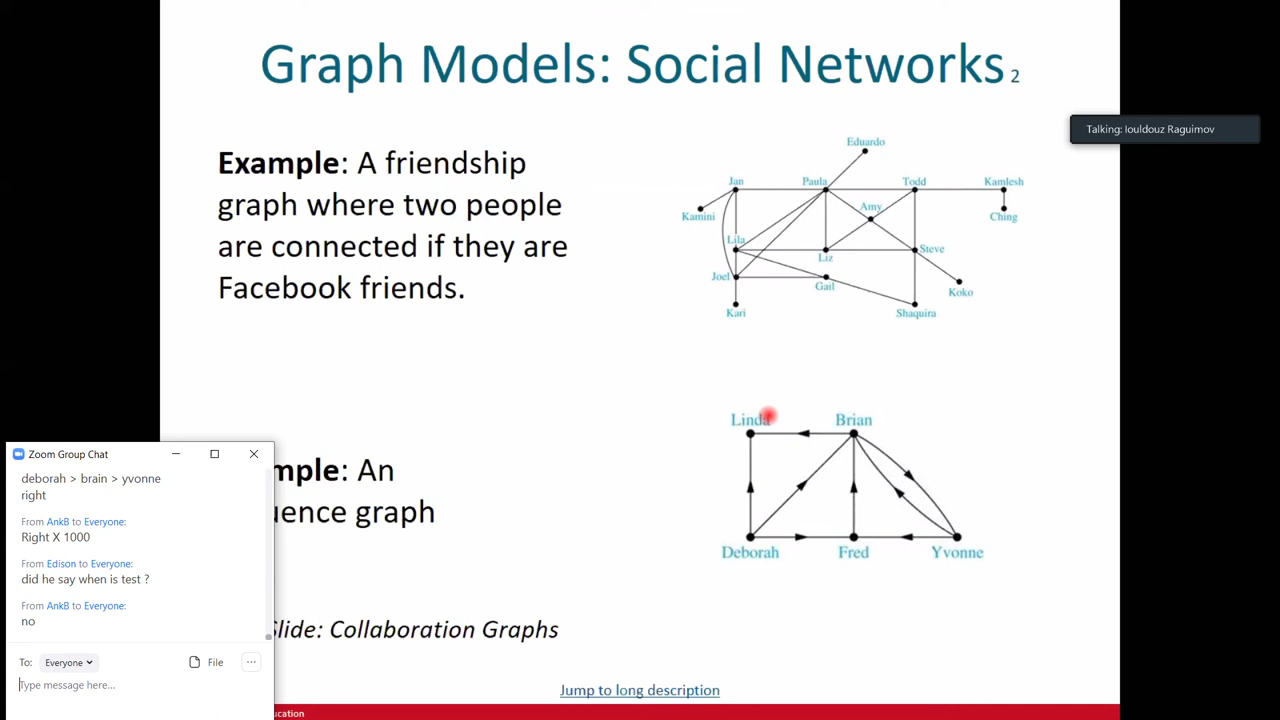 Graph Models: Social Networks 2
Talking: Iouldouz Raguimov
Example: A friendship
graph where two people
are connected if they are
Facebook friends.
Eduardo
Jan
Paula
Todd
Kamlesh
Kamini
Amy
Ching
Lila
Liz
Steve
Joel
Gail
Koko
Kari
Shaquira
mple: An
uence graph
Linda
Brian
Deborah
Fred
Yvonne
Slide: Collaboration Graphs
Jump to long description
ucation
Zoom Group Chat
deborah > brain > yvonne
right
From AnkB to Everyone:
Right X 1000
From Edison to Everyone:
did he say when is test ?
From AnkB to Everyone:
no
To: Everyone
File
...
Type message here...